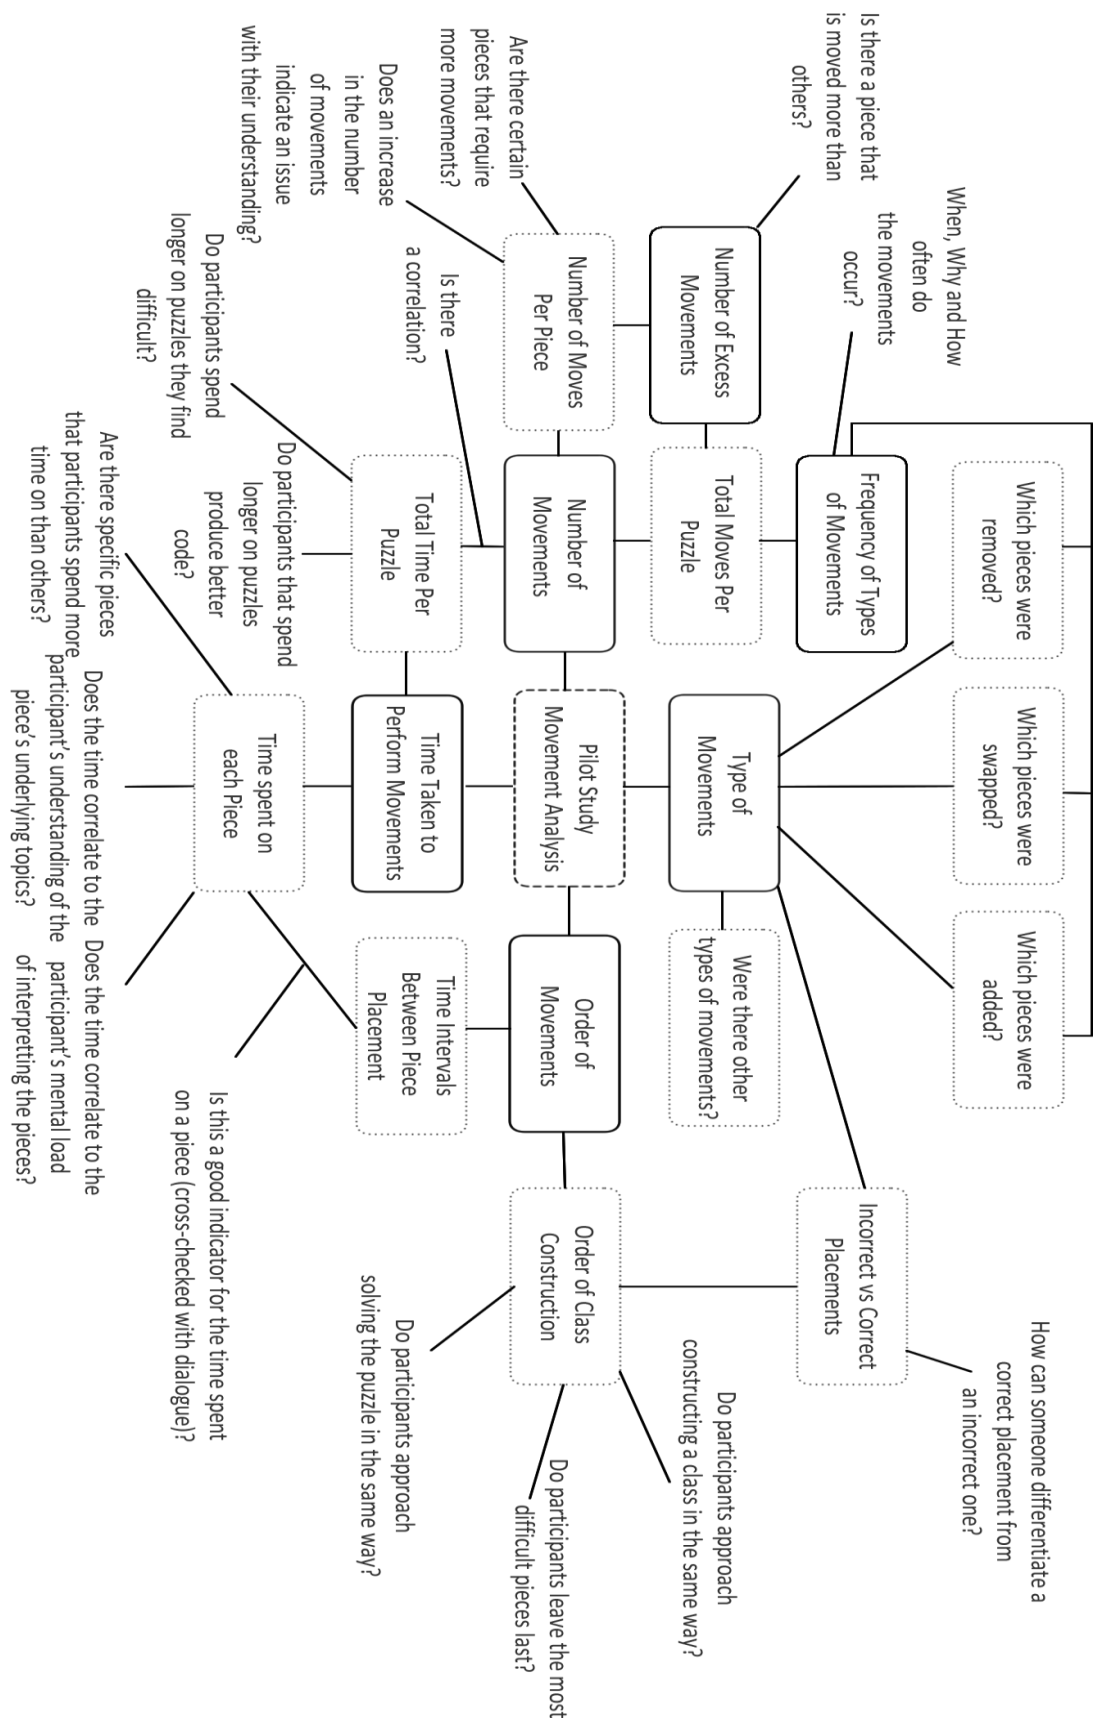 Is there a piece that
is moved more than
others?
When, Why and How
often do
the movements
occur?
Which pieces were
removed?
Which pieces were
swapped?
Which pieces were
added?
How can someone differentiate a
correct placement from
an incorrect one?
Frequency of Types
of Movements
Incorrect vs Correct
Placements
Are there certain
pieces that require
more movements?
Number of Excess
Movements
Total Moves Per
Puzzle
Type of
Movements
Were there other
types of movements?
Do participants approach
constructing a class in the same way?
Does an increase
in the number
of movements
indicate an issue
with their understanding?
Number of Moves
Per Piece
Number of
Movements
Pilot Study
Movement Analysis
Order of
Movements
Order of Class
Construction
Do participants leave the most
difficult pieces last?
Is there
a correlation?
Do participants spend
longer on puzzles they find
difficult?
Total Time Per
Puzzle
Time Taken to
Perform Movements
Time Intervals
Between Piece
Placement
Do participants approach
solving the puzzle in the same way?
Do participants that spend
longer on puzzles
produce better
code?
Time spent on
each Piece
Is this a good indicator for the time spent
on a piece (cross-checked with dialogue)?
Are there specific pieces
that participants spend more
time on than others?
Does the time correlate to the
participant's understanding of the
piece's underlying topics?
Does the time correlate to the
participant's mental load
of interpretting the pieces?